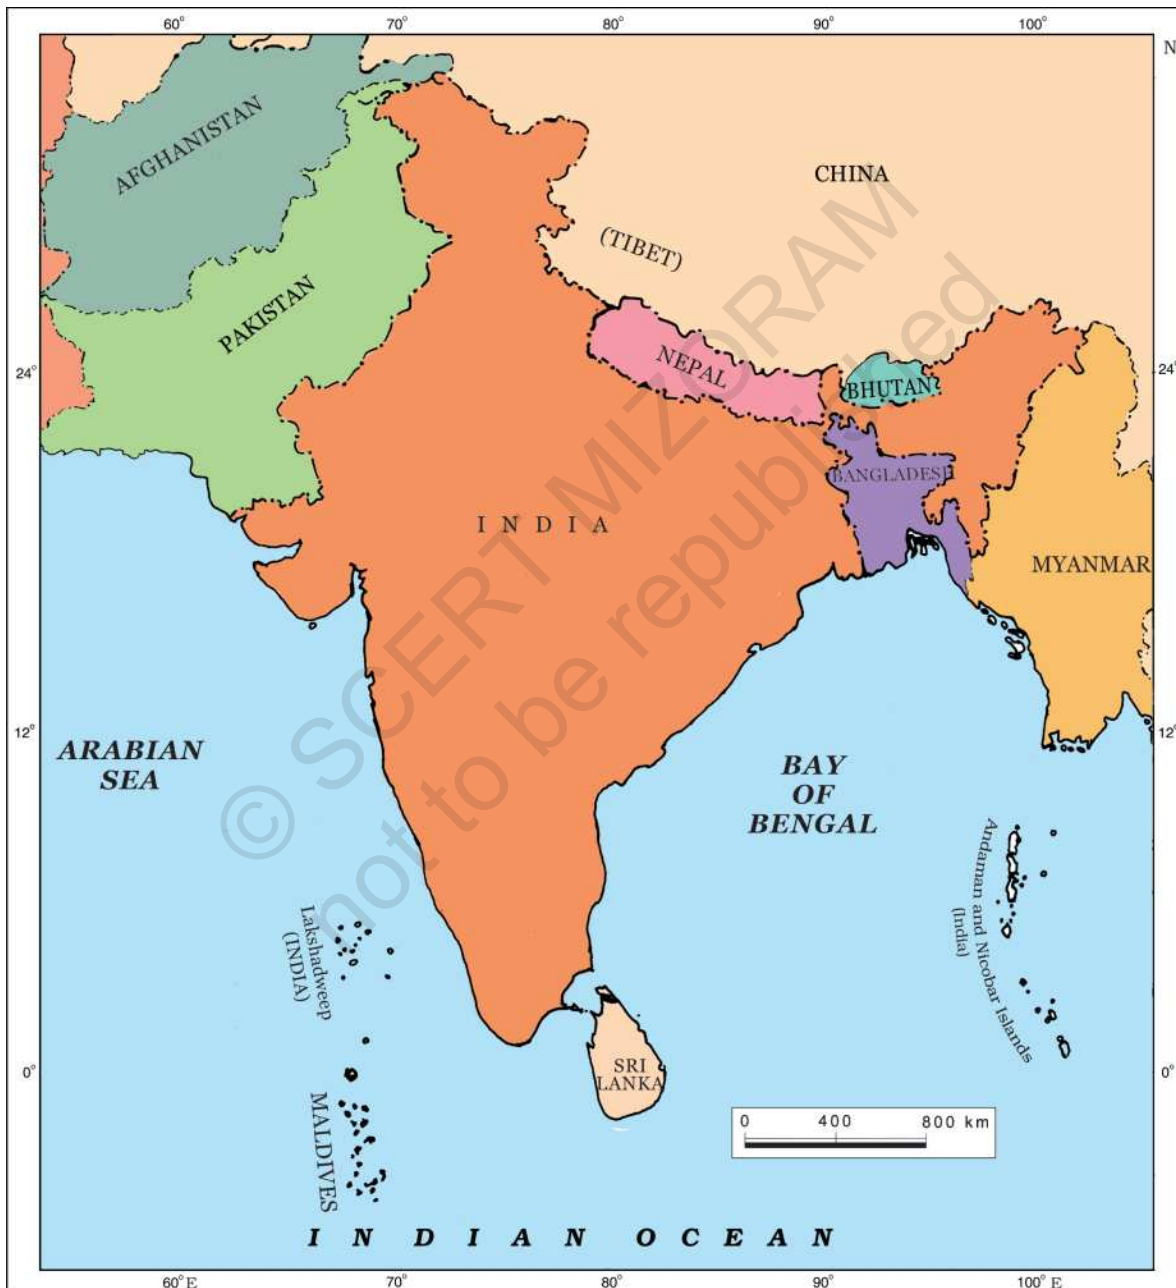 60°
70°
80°
90°
100°
N
AFGHANISTAN
CHINA
(TIBET)
PAKISTAN
NEPAL
24°
BHUTAN
24°
BANGLADESH
I N D I A
MYANMAR
© SCERT MIZORAM
not to be republished
12°
12°
ARABIAN
SEA
BAY
OF
BENGAL
Lakshadweep
(INDIA)
Andaman and Nicobar Islands
(India)
0°
0°
SRI
LANKA
MALDIVES
0 400 800 km
I N D I A N O C E A N
60° E
70°
80°
90°
100° E